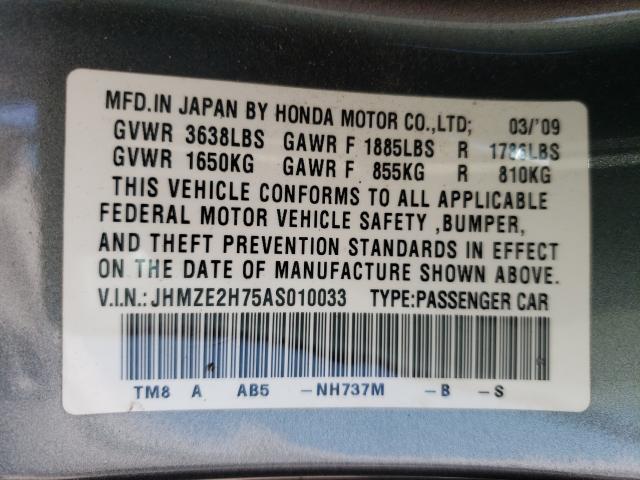 MFD.IN JAPAN BY HONDA MOTOR CO.,LTD; 03/'09
GVWR 3638LBS GAWR F 1885LBS R 1786LBS
GVWR 1650KG GAWR F 855KG R 810KG
THIS VEHICLE CONFORMS TO ALL APPLICABLE
FEDERAL MOTOR VEHICLE SAFETY ,BUMPER,
AND THEFT PREVENTION STANDARDS IN EFFECT
ON THE DATE OF MANUFACTURE SHOWN ABOVE.
V.I.N.:JHMZE2H75AS010033 TYPE:PASSENGER CAR
TM8 A AB5 -NH737M -B -S